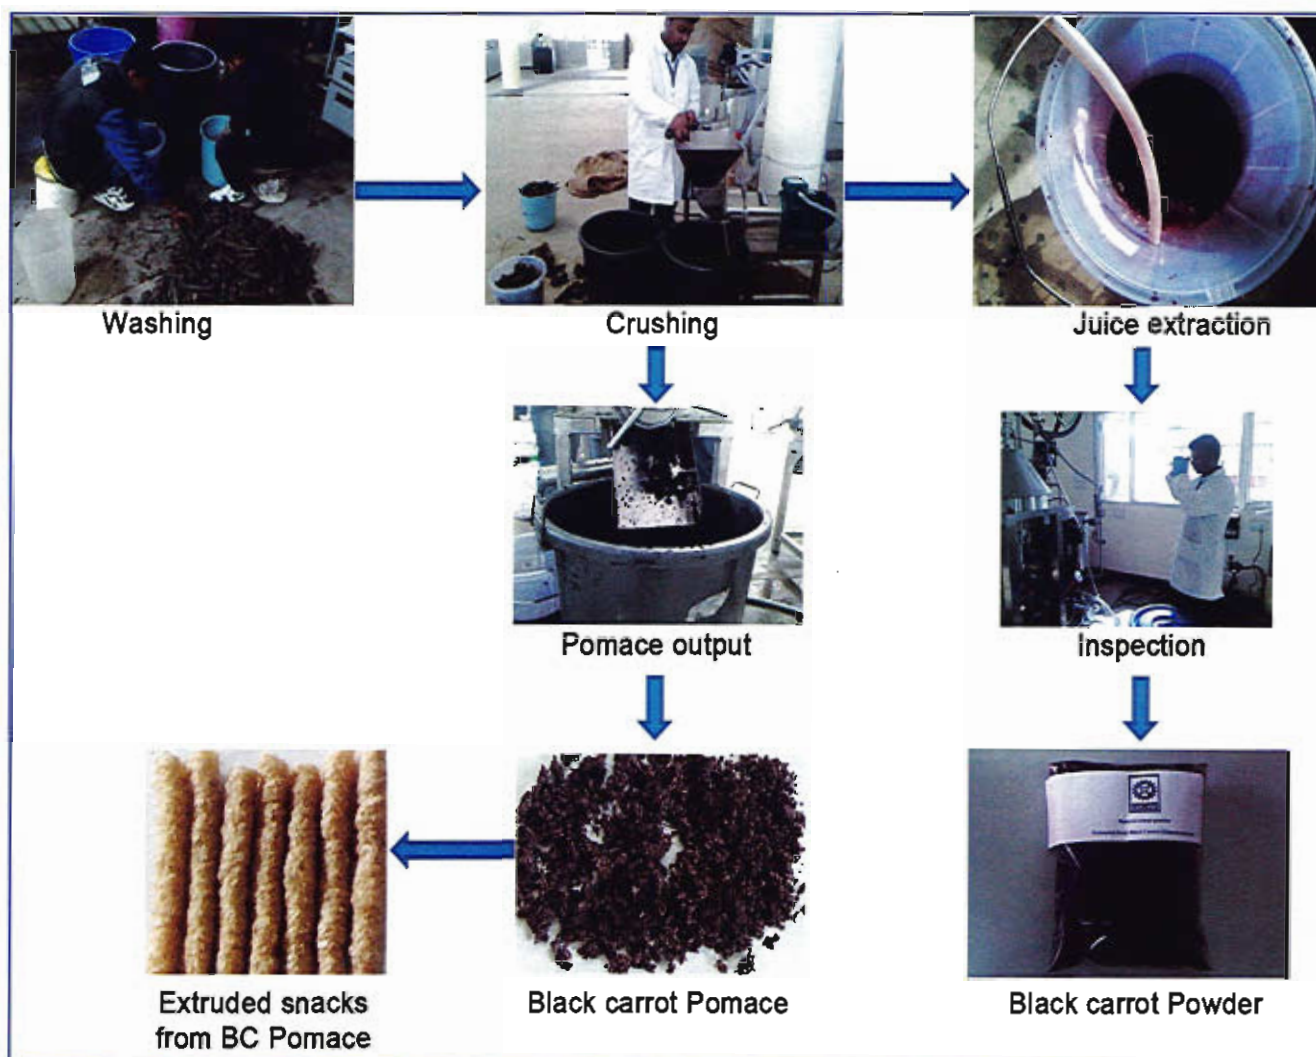 Washing
Crushing
Juice extraction
Pomace output
Inspection
Extruded snacks
from BC Pomace
Black carrot Pomace
Black carrot Powder